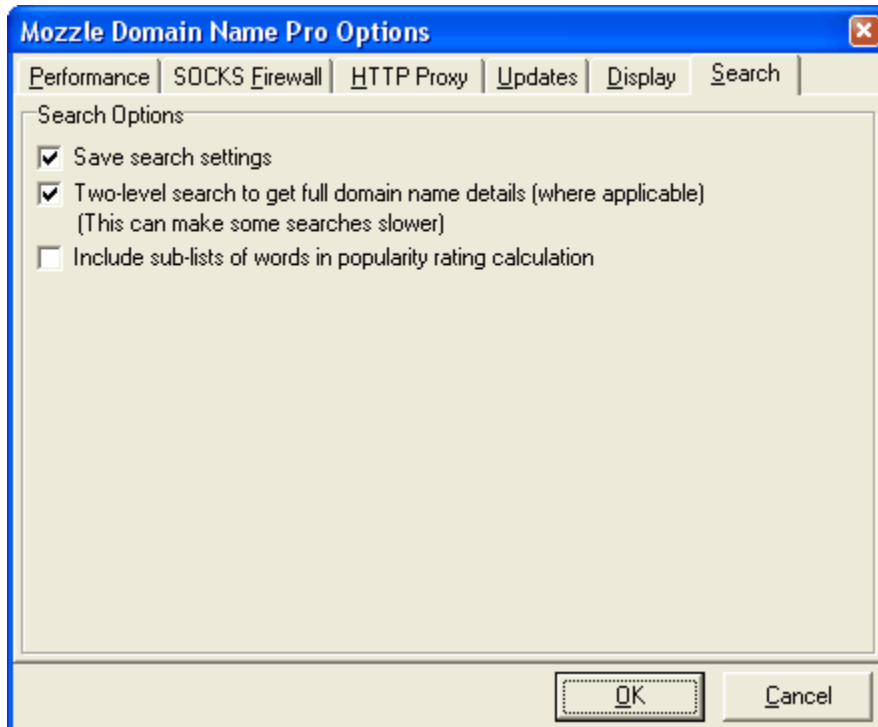 Mozzle Domain Name Pro Options
Performance SOCKS Firewall HTTP Proxy Updates Display Search
Search Options
Save search settings
Two-level search to get full domain name details (where applicable)
(This can make some searches slower)
Include sub-lists of words in popularity rating calculation
OK Cancel